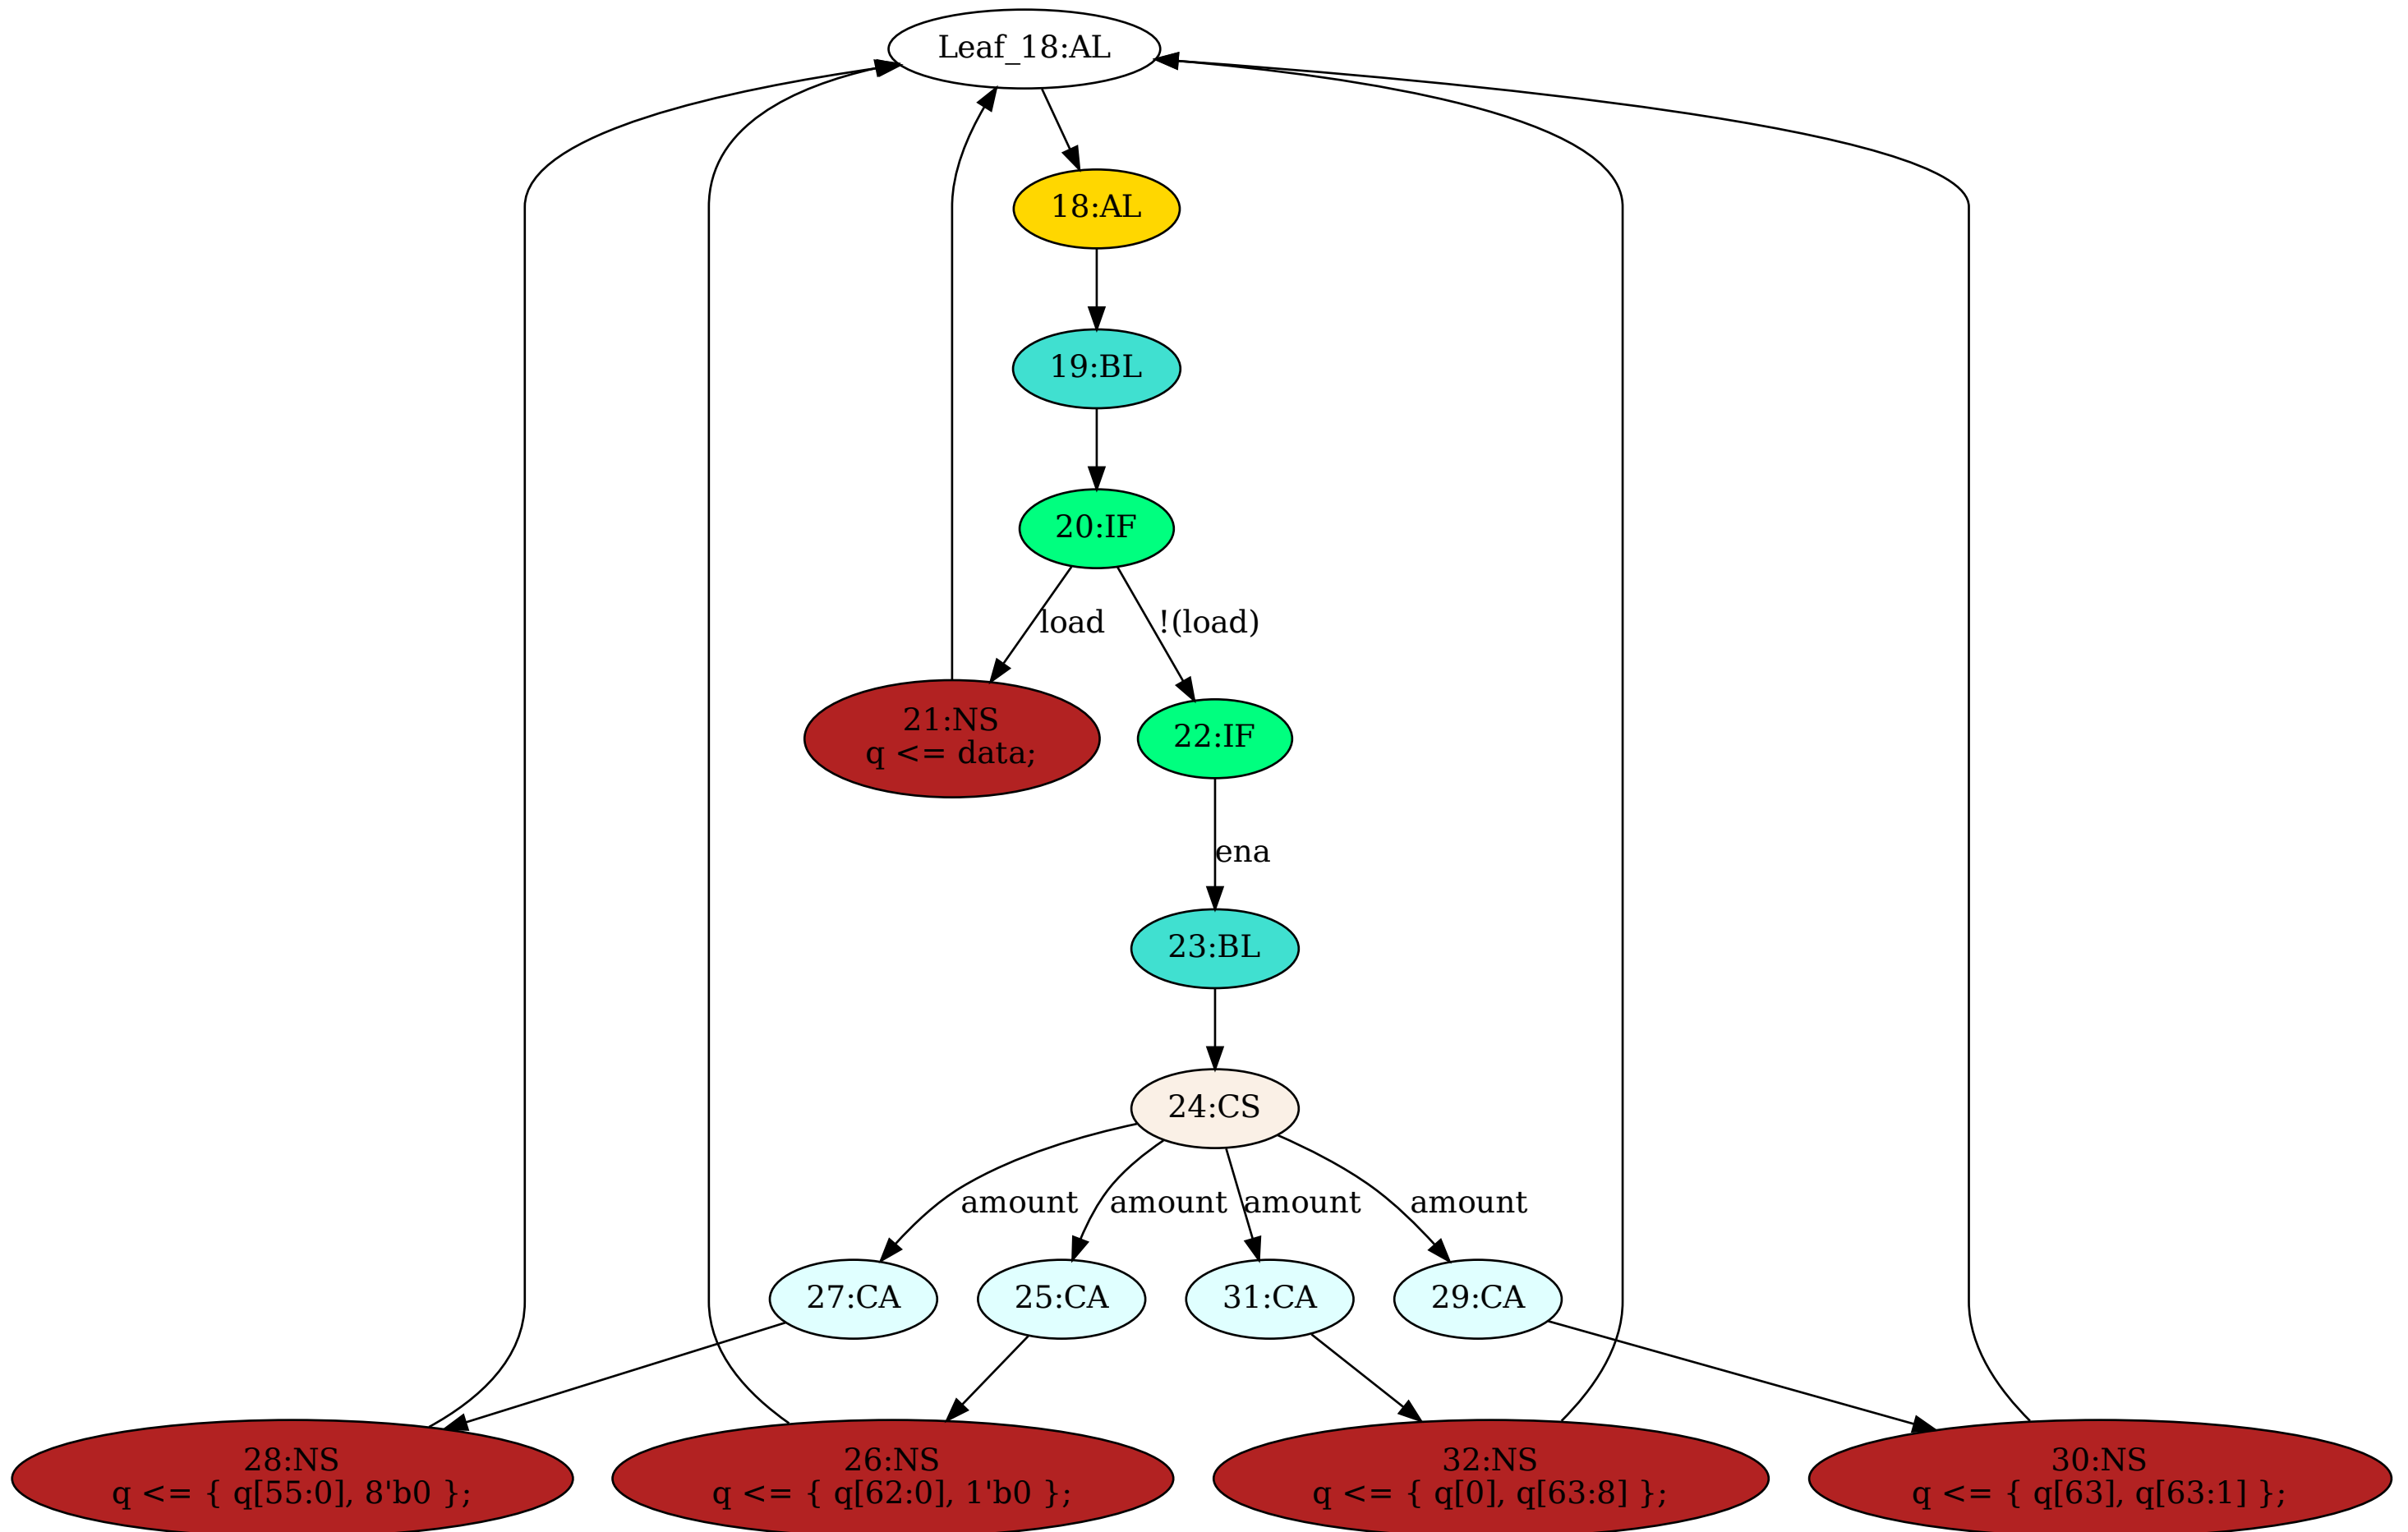 Leaf_18:AL
18:AL
19:BL
20:IF
load
!(load)
21:NS
q <= data;
22:IF
ena
23:BL
24:CS
amount
amount
amount
amount
27:CA
25:CA
31:CA
29:CA
28:NS
q <= { q[55:0], 8'b0 };
26:NS
q <= { q[62:0], 1'b0 };
32:NS
q <= { q[0], q[63:8] };
30:NS
q <= { q[63], q[63:1] };